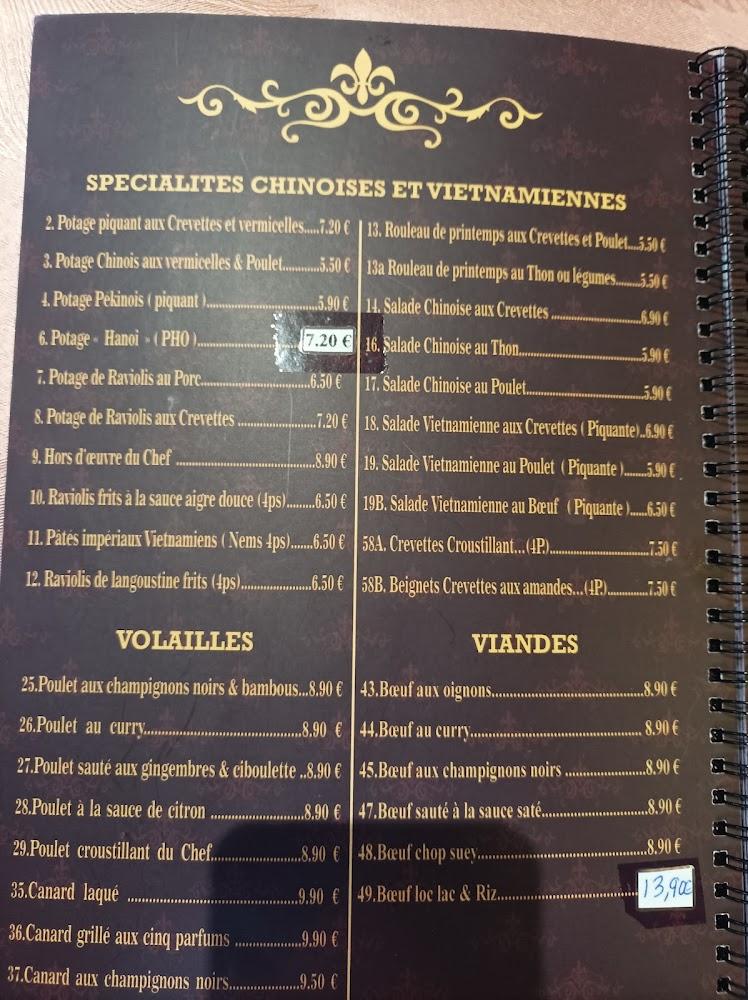 SPECIALITES CHINOISES ET VIETNAMIENNES
2. Potage piquant aux Crevettes et vermicelles.....7.20 €
3. Potage Chinois aux vermicelles & Poulet..........5.50 €
4. Potage Pékinois ( piquant ).............................5.90 €
6. Potage « Hanoi » ( PHO )........................7.20 €
7. Potage de Raviolis au Porc...........................6.50 €
8. Potage de Raviolis aux Crevettes ......................7.20 €
9. Hors d'œuvre du Chef .............................8.90 €
10. Raviolis frits à la sauce aigre douce (4ps)........6.50 €
11. Pâtés impériaux Vietnamiens ( Nems 4ps)......6.50 €
12. Raviolis de langoustine frits (4ps)....................6.50 €
13. Rouleau de printemps aux Crevettes et Poulet....5.50 €
13a Rouleau de printemps au Thon ou légumes.......5.50 €
14. Salade Chinoise aux Crevettes ........................6.90 €
16. Salade Chinoise au Thon...............................5.90 €
17. Salade Chinoise au Poulet..............................5.90 €
18. Salade Vietnamienne aux Crevettes ( Piquante)..6.90 €
19. Salade Vietnamienne au Poulet ( Piquante ).....5.90 €
19B. Salade Vietnamienne au Bœuf ( Piquante ).....6.50 €
58A. Crevettes Croustillant...(4P.).........................7.50 €
58B. Beignets Crevettes aux amandes...(4P.)...........7.50 €
VOLAILLES
25.Poulet aux champignons noirs & bambous...8.90 €
26.Poulet au curry....................................8.90 €
27.Poulet sauté aux gingembres & ciboulette ..8.90 €
28.Poulet à la sauce de citron ......................8.90 €
29.Poulet croustillant du Chef......................8.90 €
35.Canard laqué ........................................9.90 €
36.Canard grillé aux cinq parfums ................9.90 €
37.Canard aux champignons noirs................9.50 €
VIANDES
43.Bœuf aux oignons.....................................8.90 €
44.Bœuf au curry..........................................8.90 €
45.Bœuf aux champignons noirs ...................8.90 €
47.Bœuf sauté à la sauce saté.........................8.90 €
48.Bœuf chop suey........................................8.90 €
49.Bœuf loc lac & Riz..................................13,90€